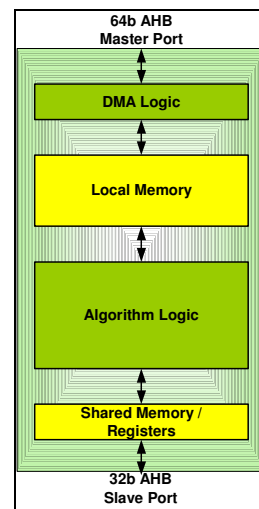 64b AHB
Master Port
DMA Logic
Local Memory
Algorithm Logic
Shared Memory /
Registers
32b AHB
Slave Port